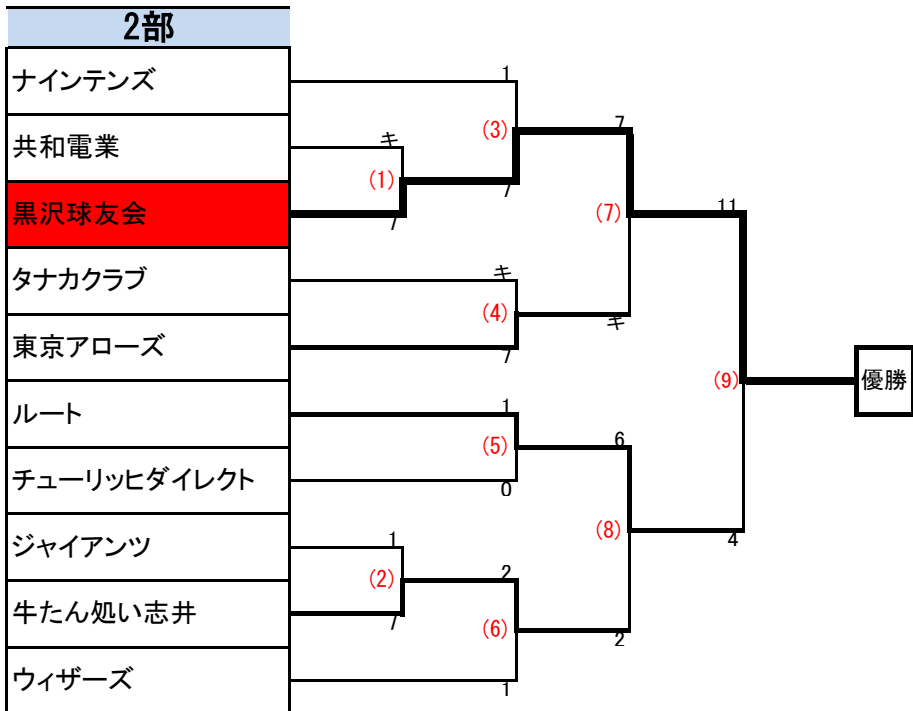 2部
ナインテンズ
1
共和電業
キ
(3)
7
(1)
7
黒沢球友会
7
(7)
11
タナカクラブ
キ
(4)
キ
東京アローズ
7
(9)
優勝
ルート
1
(5)
6
チューリッヒダイレクト
0
(8)
4
ジャイアンツ
1
(2)
2
牛たん処い志井
7
(6)
2
ウィザーズ
1